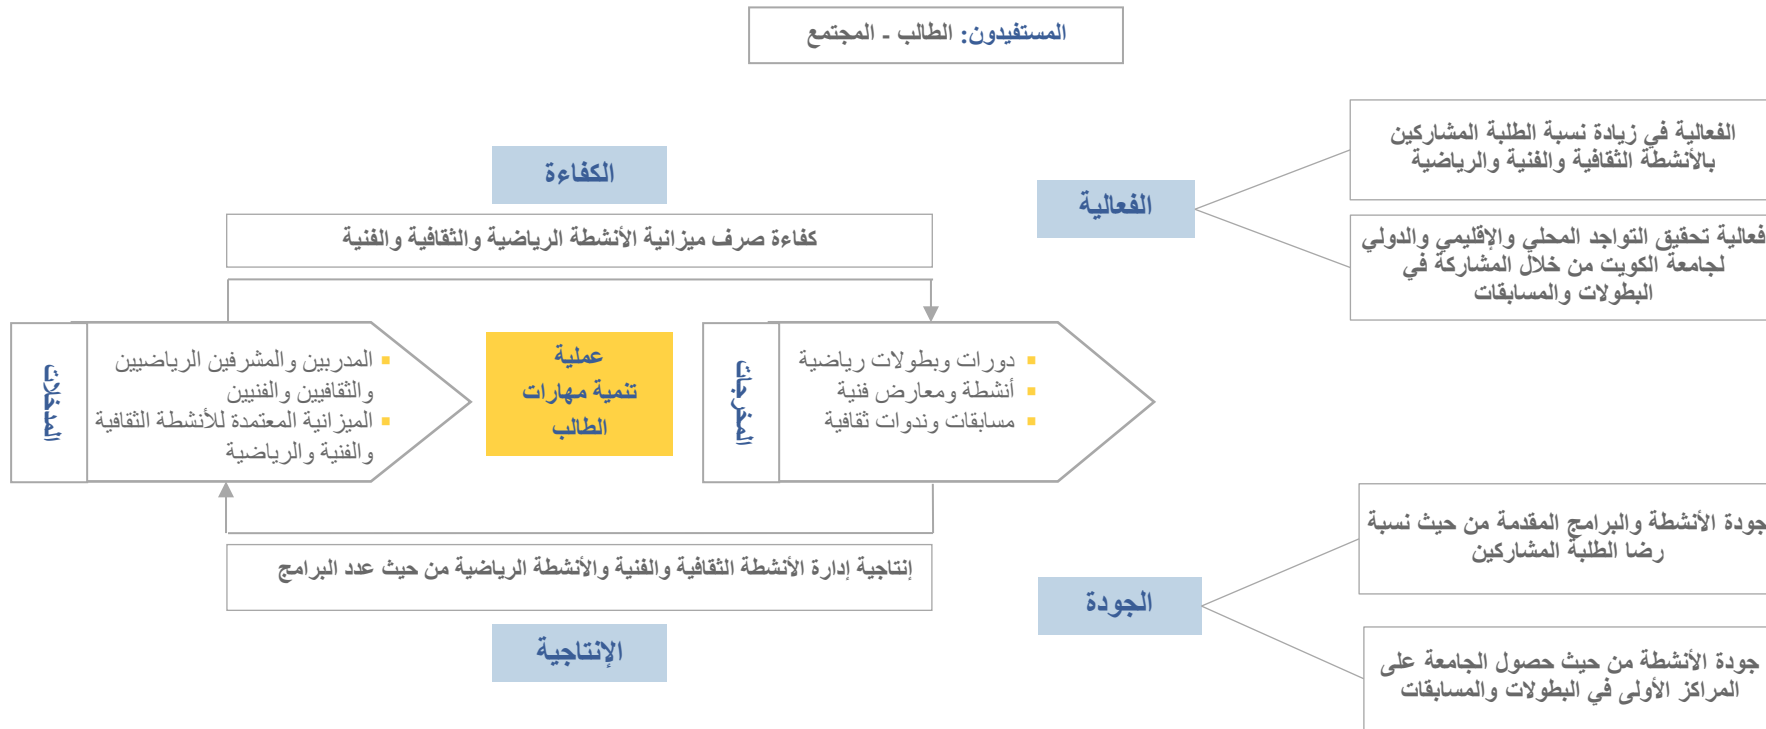 المستفيدون: الطالب - المجتمع
الكفاءة
كفاءة صرف ميزانية الأنشطة الرياضية والثقافية والفنية
المدخلات
المدربين والمشرفين الرياضيين
والثقافيين والفنيين
الميزانية المعتمدة للأنشطة الثقافية
والفنية والرياضية
عملية
تنمية مهارات
الطالب
المخرجات
دورات وبطولات رياضية
أنشطة ومعارض فنية
مسابقات وندوات ثقافية
إنتاجية إدارة الأنشطة الثقافية والفنية والأنشطة الرياضية من حيث عدد البرامج
الإنتاجية
الفعالية
الفعالية في زيادة نسبة الطلبة المشاركين
بالأنشطة الثقافية والفنية والرياضية
فعالية تحقيق التواجد المحلي والإقليمي والدولي
لجامعة الكويت من خلال المشاركة في
البطولات والمسابقات
الجودة
جودة الأنشطة والبرامج المقدمة من حيث نسبة
رضا الطلبة المشاركين
جودة الأنشطة من حيث حصول الجامعة على
المراكز الأولى في البطولات والمسابقات